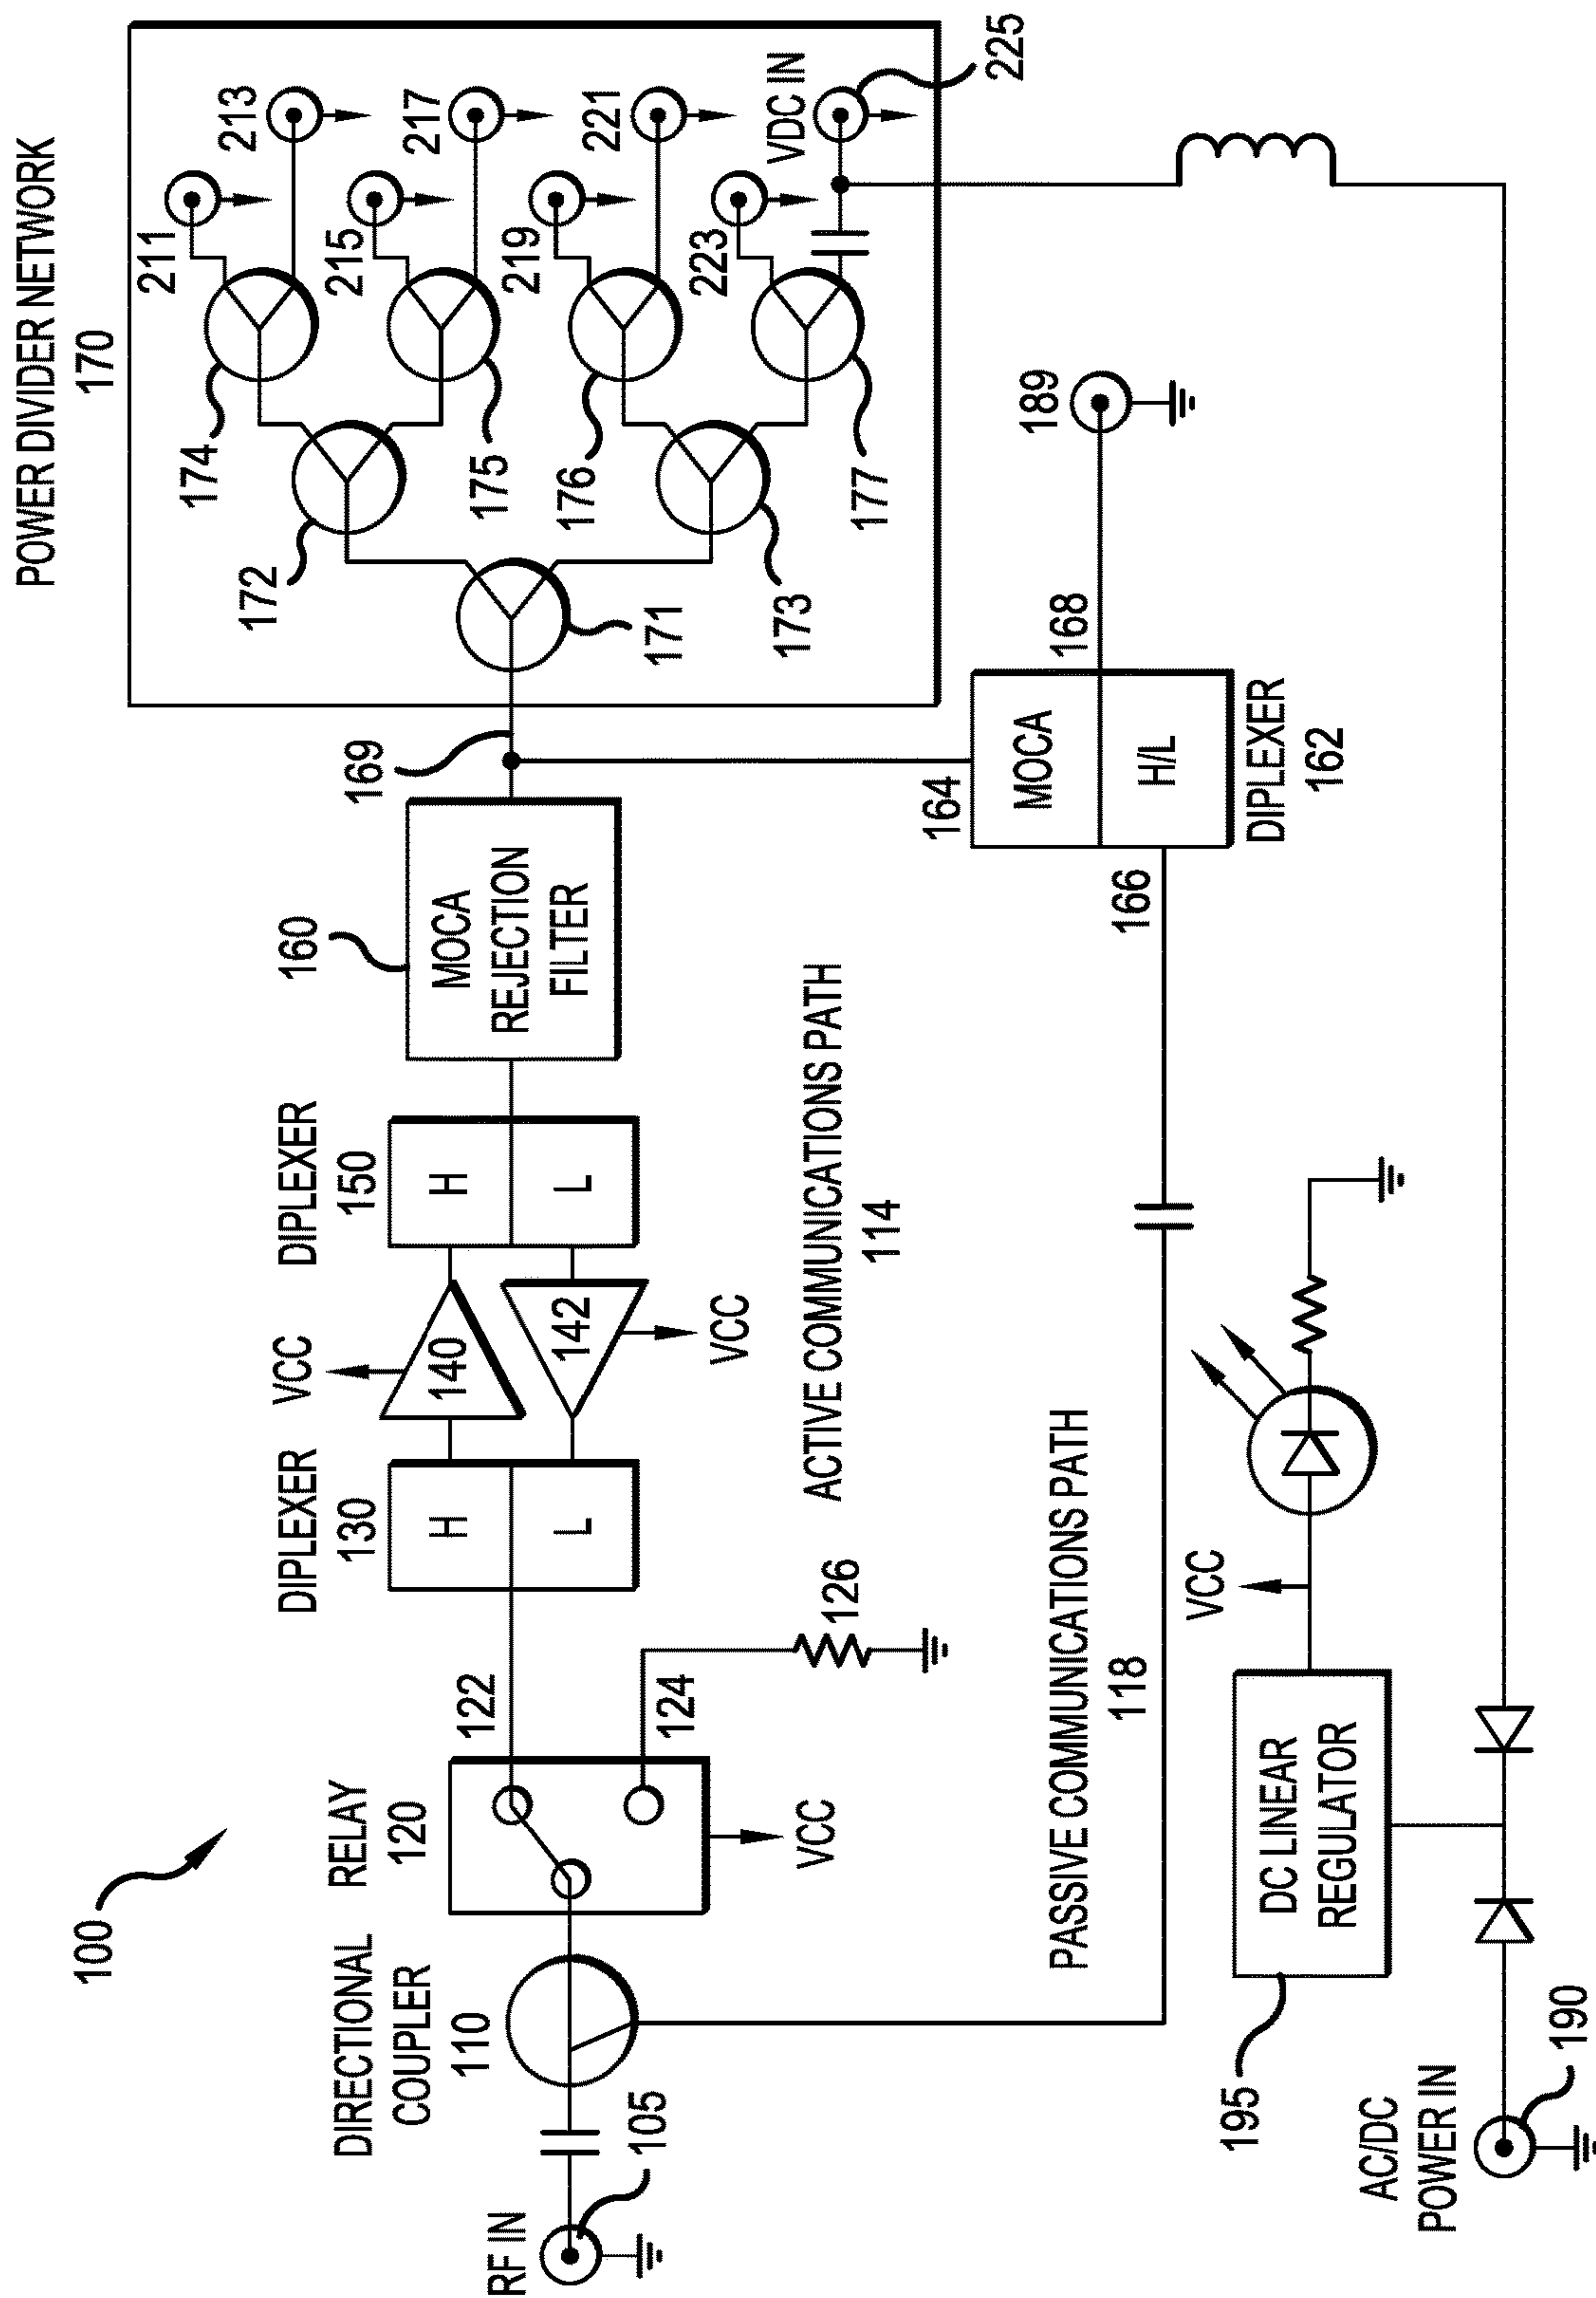 100
POWER DIVIDER NETWORK
170
211
213
215
217
219
221
223
VDC IN
225
174
175
176
177
172
173
171
169
DIRECTIONAL
COUPLER
110
RELAY
120
122
124
126
VCC
DIPLEXER
130
H
L
VCC
140
142
VCC
DIPLEXER
150
H
L
160
MOCA
REJECTION
FILTER
RF IN
105
ACTIVE COMMUNICATIONS PATH
114
PASSIVE COMMUNICATIONS PATH
118
164
166
168
MOCA
H/L
DIPLEXER
162
189
VCC
DC LINEAR
REGULATOR
195
AC/DC
POWER IN
190